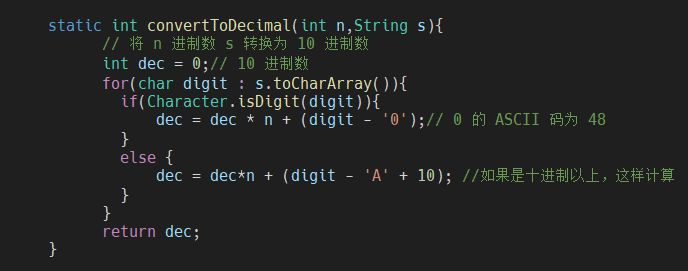 static int convertToDecimal(int n,String s){
// 将 n 进制数 s 转换为 10 进制数
int dec = 0;// 10 进制数
for(char digit : s.toCharArray()){
if(Character.isDigit(digit)){
dec = dec * n + (digit - '0');// 0 的 ASCII 码为 48
}
else {
dec = dec*n + (digit - 'A' + 10); //如果是十进制以上，这样计算
}
}
return dec;
}